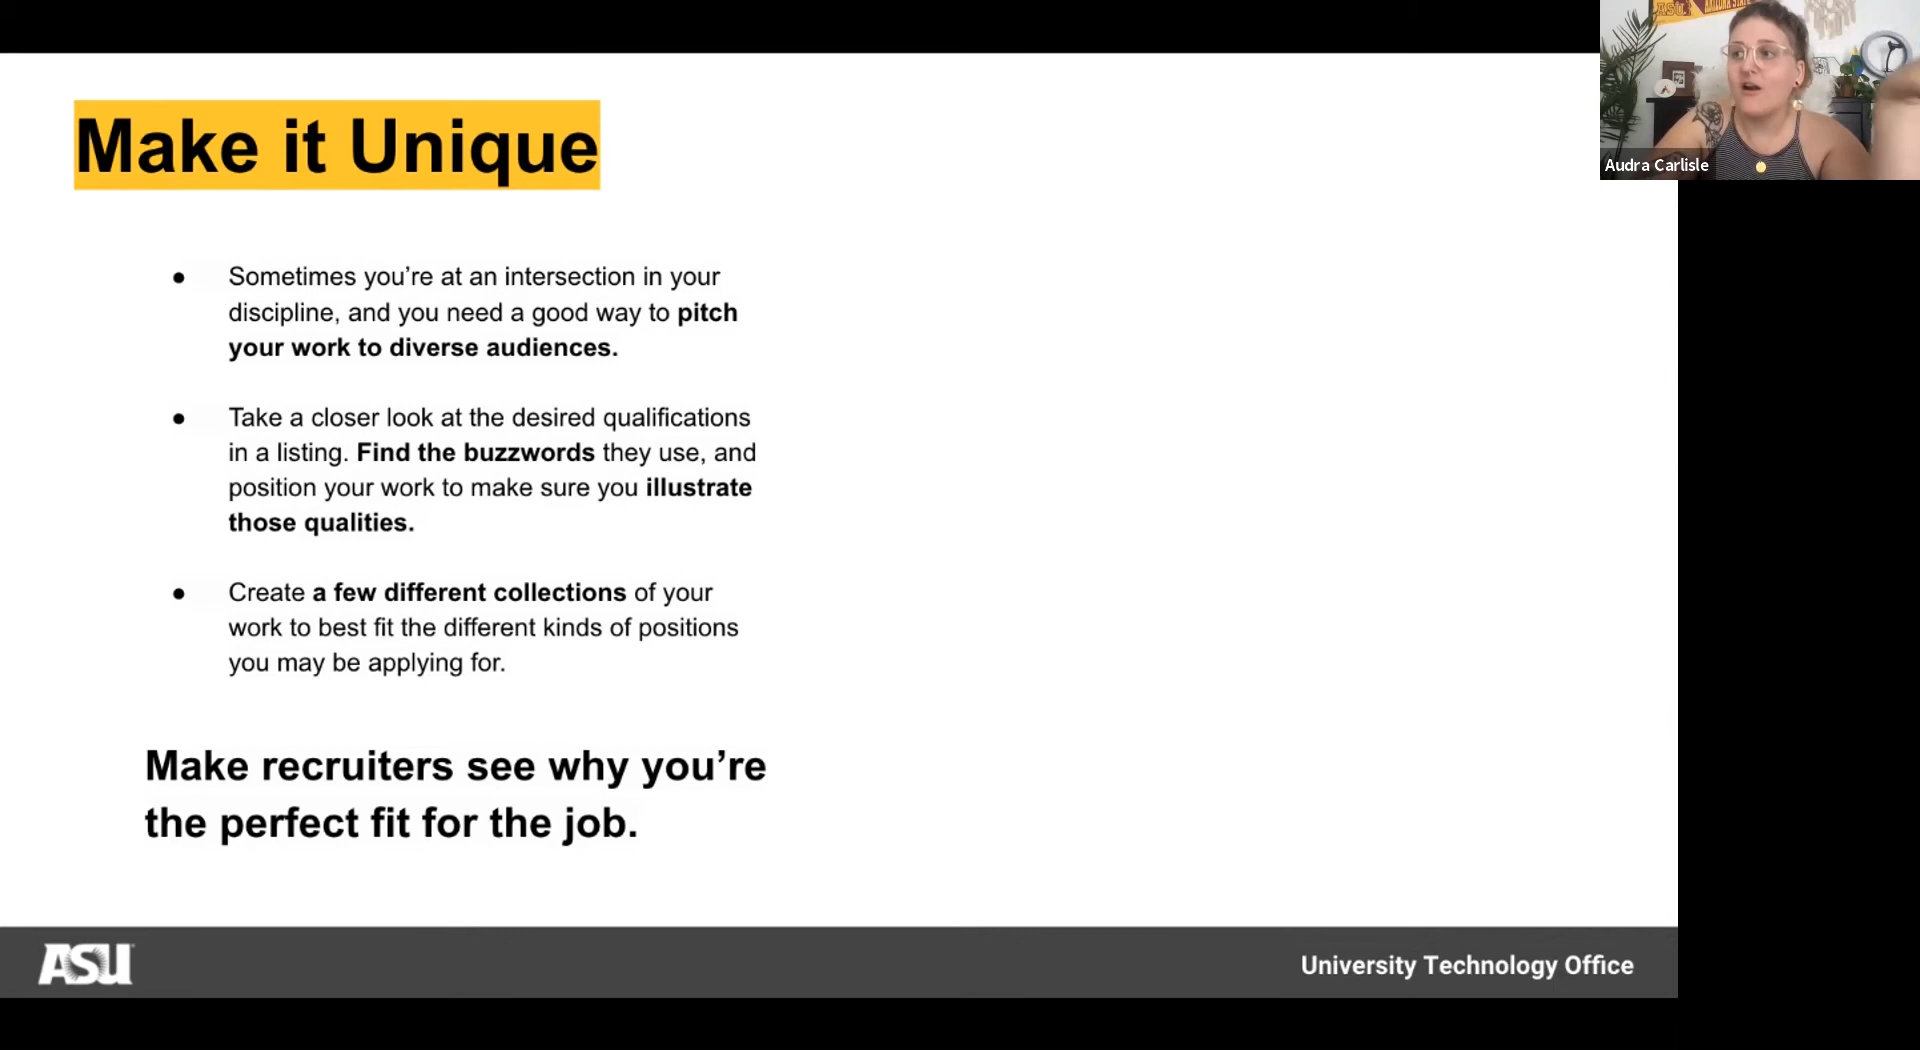 Make it Unique
● Sometimes you’re at an intersection in your
discipline, and you need a good way to pitch
your work to diverse audiences.
● Take a closer look at the desired qualifications
in a listing. Find the buzzwords they use, and
position your work to make sure you illustrate
those qualities.
● Create a few different collections of your
work to best fit the different kinds of positions
you may be applying for.
Make recruiters see why you’re
the perfect fit for the job.
ASU
University Technology Office
ASU
ARIZONA STATE
Audra Carlisle